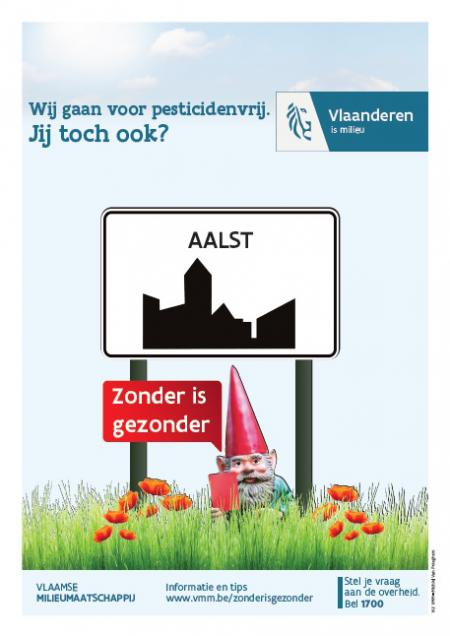 Wij gaan voor pesticidenvrij.
Jij toch ook?
Vlaanderen
is milieu
AALST
Zonder is
gezonder
VLAAMSE
MILIEUMAATSCHAPPIJ
Informatie en tips
www.vmm.be/zonderisgezonder
Stel je vraag
aan de overheid.
Bel 1700